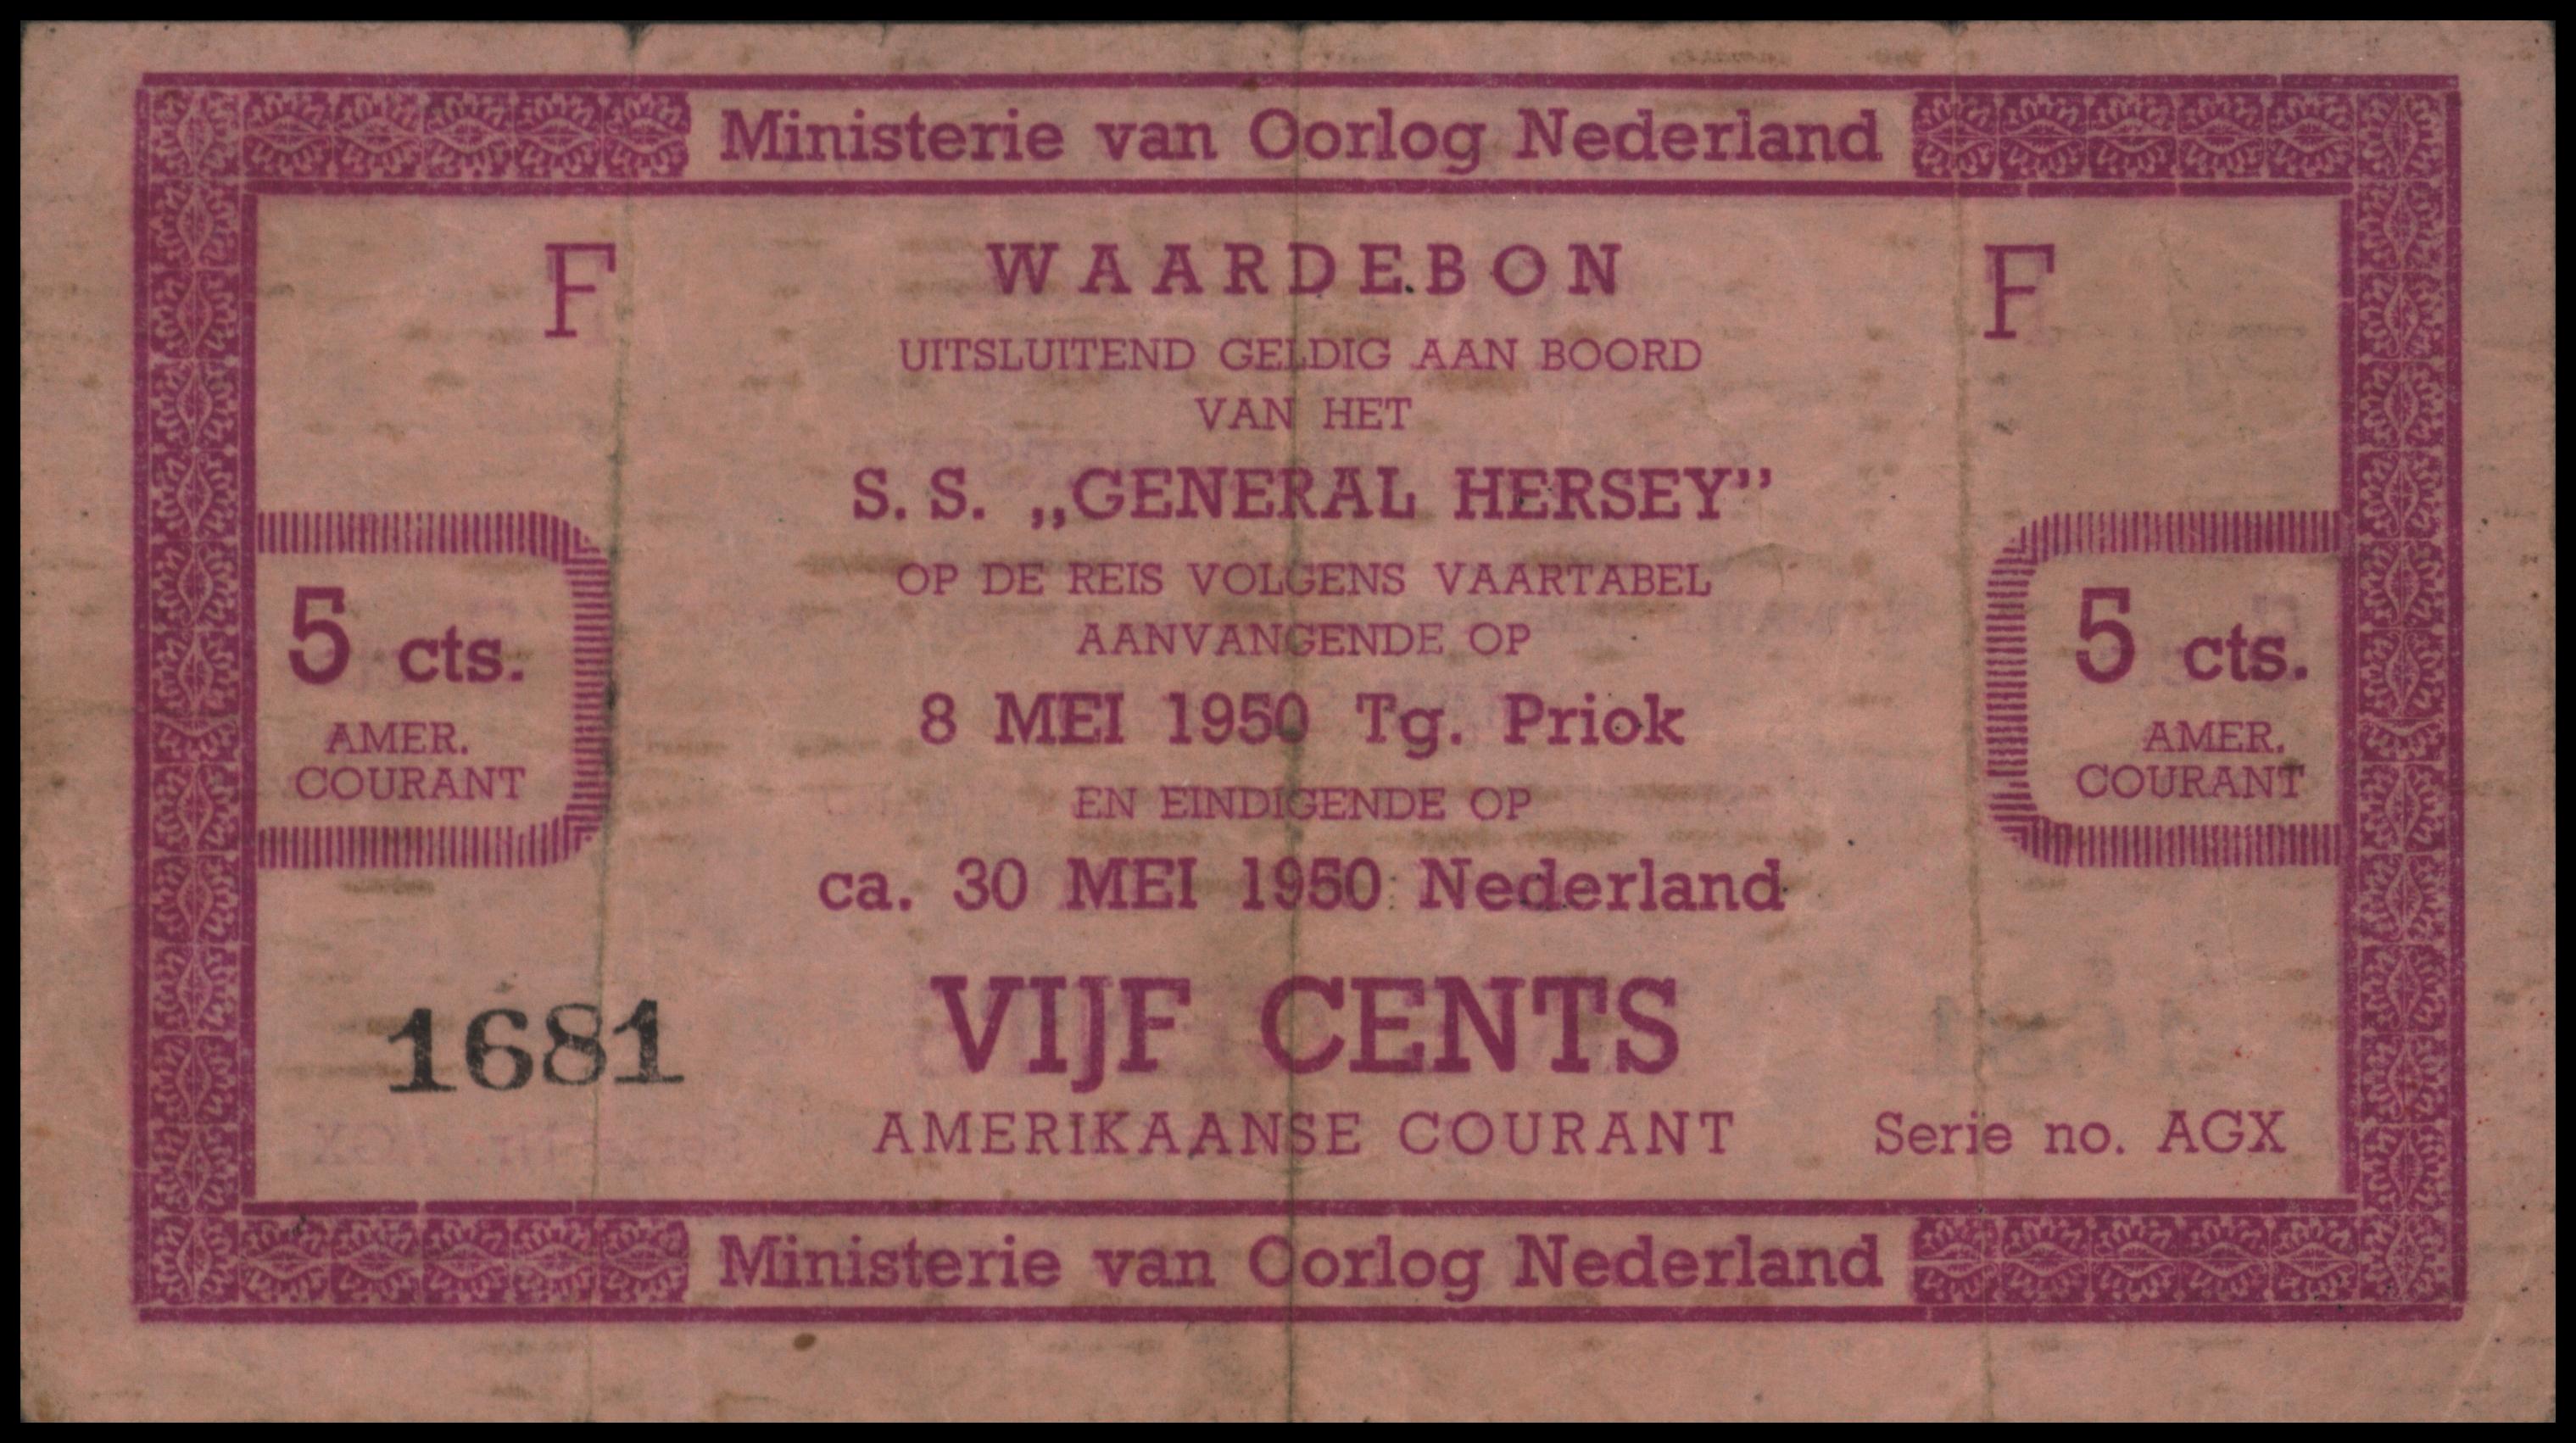 Ministerie van Oorlog Nederland
F
WAARDEBON
F
UITSLUITEND GELDIG AAN BOORD
VAN HET
S. S. „GENERAL HERSEY”
OP DE REIS VOLGENS VAARTABEL
AANVANGENDE OP
8 MEI 1950 Tg. Priok
EN EINDIGENDE OP
ca. 30 MEI 1950 Nederland
5 cts.
AMER.
COURANT
5 cts.
AMER.
COURANT
1681
VIJF CENTS
AMERIKAANSE COURANT
Serie no. AGX
Ministerie van Oorlog Nederland